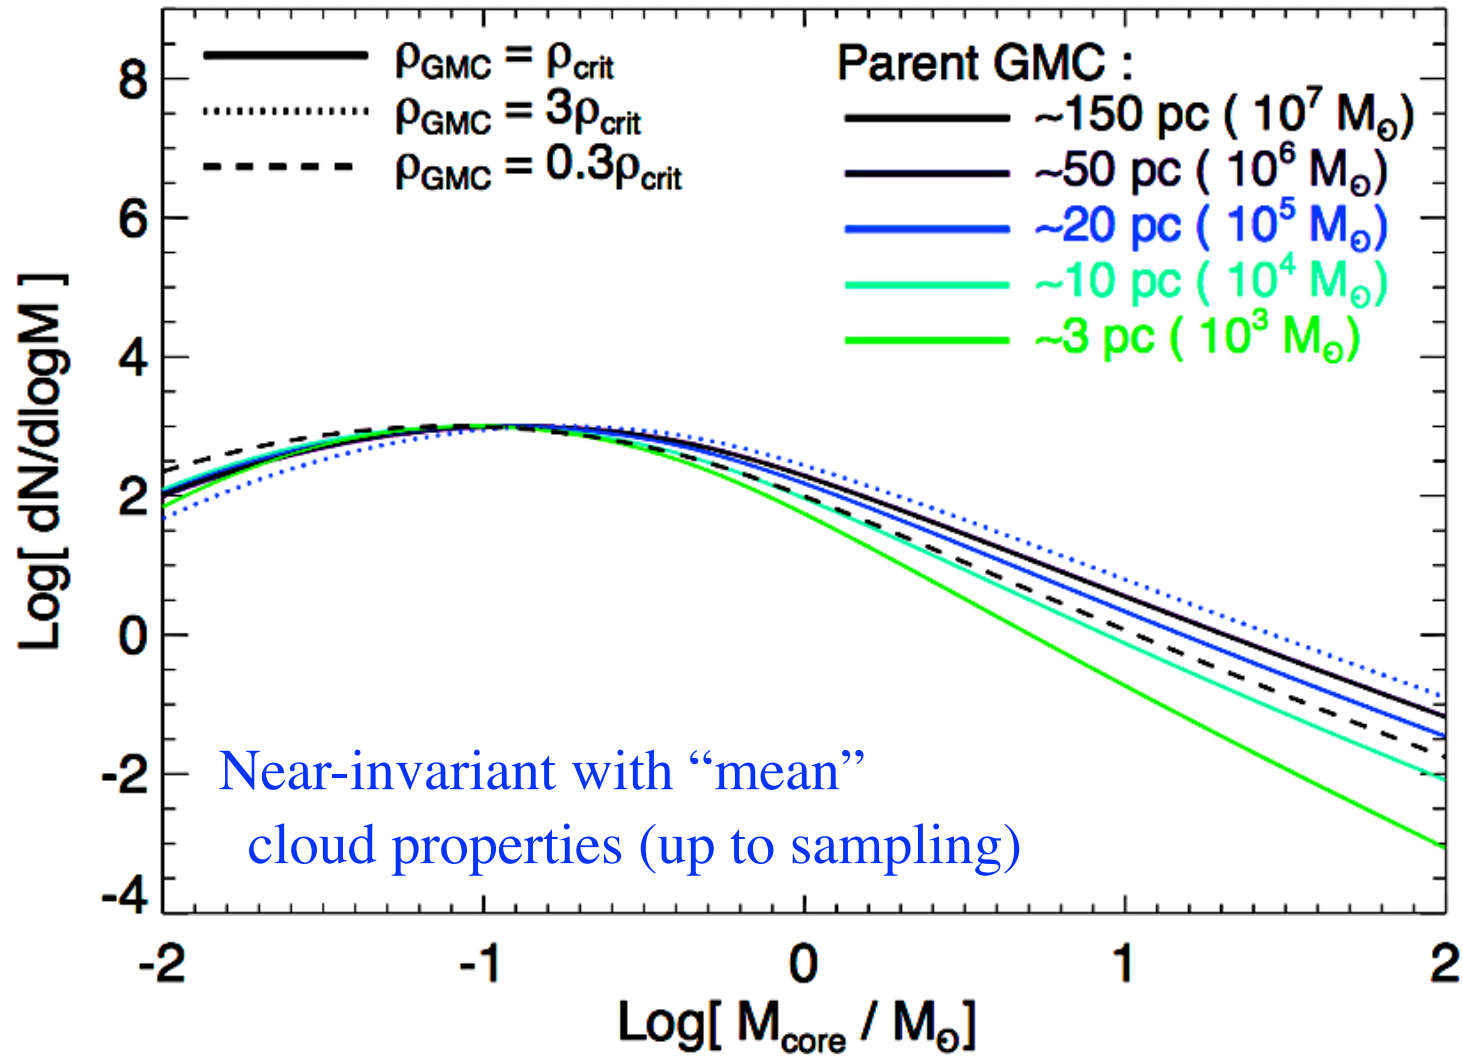 ρGMC = ρcrit
ρGMC = 3ρcrit
ρGMC = 0.3ρcrit
Parent GMC :
~150 pc ( 10⁷ M☉)
~50 pc ( 10⁶ M☉)
~20 pc ( 10⁵ M☉)
~10 pc ( 10⁴ M☉)
~3 pc ( 10³ M☉)
Log[ dN/dlogM ]
8
6
4
2
0
-2
-4
Near-invariant with “mean”
cloud properties (up to sampling)
-2 -1 0 1 2
Log[ Mcore / M☉]